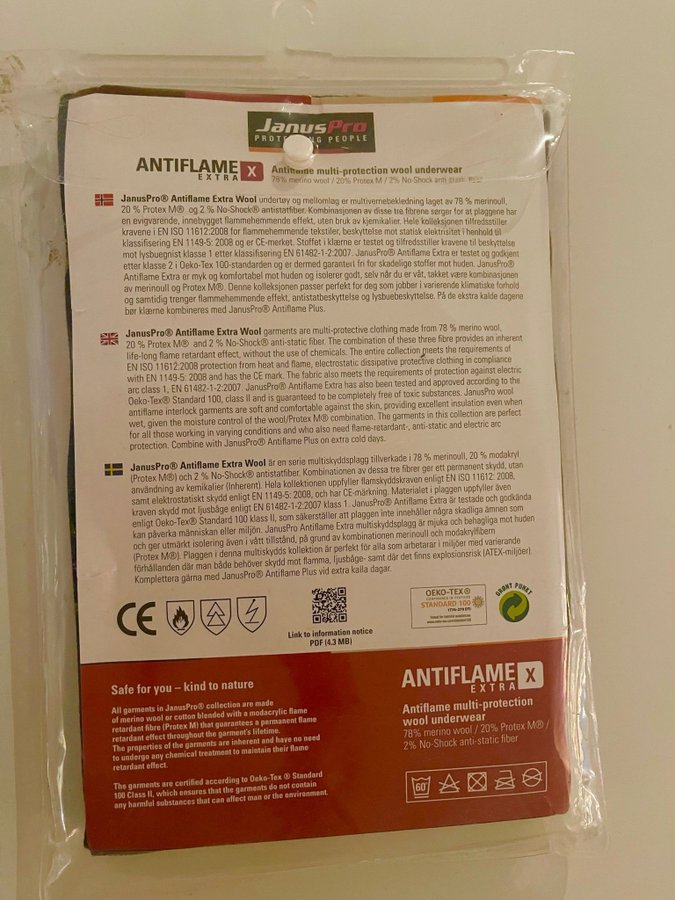 JanusPro
PROTECTING PEOPLE
ANTIFLAME X
EXTRA
Antiflame multi-protection wool underwear
78% merino wool / 20% Protex M / 2% No-Shock anti static fiber
JanusPro® Antiflame Extra Wool undertøy og mellomlag er multivernebekledning laget av 78 % merinoull,
20 % Protex M® og 2 % No-Shock® antistatfiber. Kombinasjonen av disse tre fibrene sørger for at plaggene har
en evigvarende, innebygget flammehemmende effekt, uten bruk av kjemikalier. Hele kolleksjonen tilfredsstiller
kravene i EN ISO 11612:2008 for flammehemmende tekstiler, beskyttelse mot statisk elektrisitet i henhold til
klassifisering EN 1149-5: 2008 og er CE-merket. Stoffet i klærne er testet og tilfredsstiller kravene til beskyttelse
mot lysbuegnist klasse 1 etter klassifisering EN 61482-1-2:2007. JanusPro® Antiflame Extra er testet og godkjent
etter klasse 2 i Oeko-Tex 100-standarden og er dermed garantert fri for skadelige stoffer mot huden. JanusPro®
Antiflame Extra er myk og komfortabel mot huden og isolerer godt, selv når du er våt, takket være kombinasjonen
av merinoull og Protex M®. Denne kolleksjonen passer perfekt for deg som jobber i varierende klimatiske forhold
og samtidig trenger flammehemmende effekt, antistatbeskyttelse og lysbuebeskyttelse. På de ekstra kalde dagene
bør klærne kombineres med JanusPro® Antiflame Plus.
JanusPro® Antiflame Extra Wool garments are multi-protective clothing made from 78 % merino wool,
20 % Protex M® and 2 % No-Shock® anti-static fiber. The combination of these three fibre provides an inherent
life-long flame retardant effect, without the use of chemicals. The entire collection meets the requirements of
EN ISO 11612:2008 protection from heat and flame, electrostatic dissipative protective clothing in compliance
with EN 1149-5: 2008 and has the CE mark. The fabric also meets the requirements of protection against electric
arc class 1, EN 61482-1-2:2007. JanusPro® Antiflame Extra has also been tested and approved according to the
Oeko-Tex® Standard 100, class II and is guaranteed to be completely free of toxic substances. JanusPro wool
antiflame interlock garments are soft and comfortable against the skin, providing excellent insulation even when
wet, given the moisture control of the wool/Protex M® combination. The garments in this collection are perfect
for all those working in varying conditions and who also need flame-retardant-, anti-static and electric arc
protection. Combine with JanusPro® Antiflame Plus on extra cold days.
JanusPro® Antiflame Extra Wool är en serie multiskyddsplagg tillverkade i 78 % merinoull, 20 % modakryl
(Protex M®) och 2 % No-Shock® antistatfiber. Kombinationen av dessa tre fibrer ger ett permanent skydd, utan
användning av kemikalier (Inherent). Hela kollektionen uppfyller flamskyddskraven enligt EN ISO 11612: 2008,
samt elektrostatiskt skydd enligt EN 1149-5: 2008, och har CE-märkning. Materialet i plaggen uppfyller även
kraven skydd mot ljusbåge enligt EN 61482-1-2:2007 klass 1. JanusPro® Antiflame Extra är testede och godkända
enligt Oeko-Tex® Standard 100 klass II, som säkerställer att plaggen inte innehåller några skadliga ämnen som
kan påverka människan eller miljön. JanusPro® Antiflame Extra multiskyddsplagg är mjuka och behagliga mot huden
och ger utmärkt isolering även i vått tillstånd, på grund av kombinationen merinoull och modakrylfibern
(Protex M®). Plaggen i denna multiskydds kollektion är perfekt för alla som arbetar i miljöer med varierande
förhållanden där man både behöver skydd mot flamma, ljusbåge- samt där det finns explosionsrisk (ATEX-miljöer).
Komplettera gärna med JanusPro® Antiflame Plus vid extra kalla dagar.
CE
Link to information notice
PDF (4.3 MB)
OEKO-TEX®
CONFIDENCE IN TEXTILES
STANDARD 100
GRØNT PUNKT
Safe for you – kind to nature
All garments in JanusPro® collection are made
of merino wool or cotton blended with a modacrylic flame
retardant fibre (Protex M) that guarantees a permanent flame
retardant effect throughout the garment's lifetime.
The properties of the garments are inherent and have no need
to undergo any chemical treatment to maintain their flame
retardant effect.
The garments are certified according to Oeko-Tex ® Standard
100 Class II, which ensures that the garments do not contain
any harmful substances that can affect man or the environment.
ANTIFLAME X
EXTRA
Antiflame multi-protection
wool underwear
78% merino wool / 20% Protex M® /
2% No-Shock anti-static fiber
60°